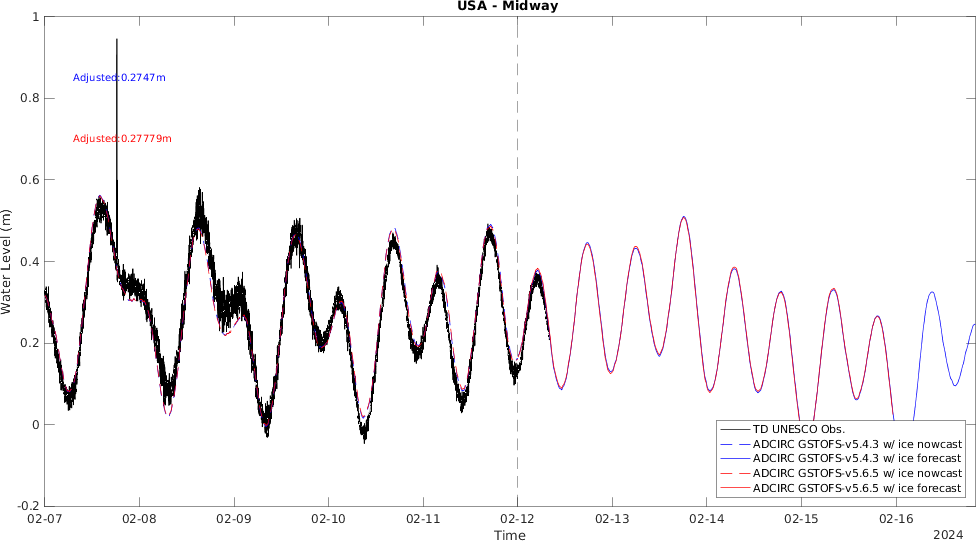 USA - Midway
1
0.8
0.6
0.4
0.2
0
-0.2
Water Level (m)
Adjusted:0.2747m
Adjusted:0.27779m
TD UNESCO Obs.
ADCIRC GSTOFS-v5.4.3 w/ ice nowcast
ADCIRC GSTOFS-v5.4.3 w/ ice forecast
ADCIRC GSTOFS-v5.6.5 w/ ice nowcast
ADCIRC GSTOFS-v5.6.5 w/ ice forecast
02-07 02-08 02-09 02-10 02-11 02-12 02-13 02-14 02-15 02-16
Time
2024